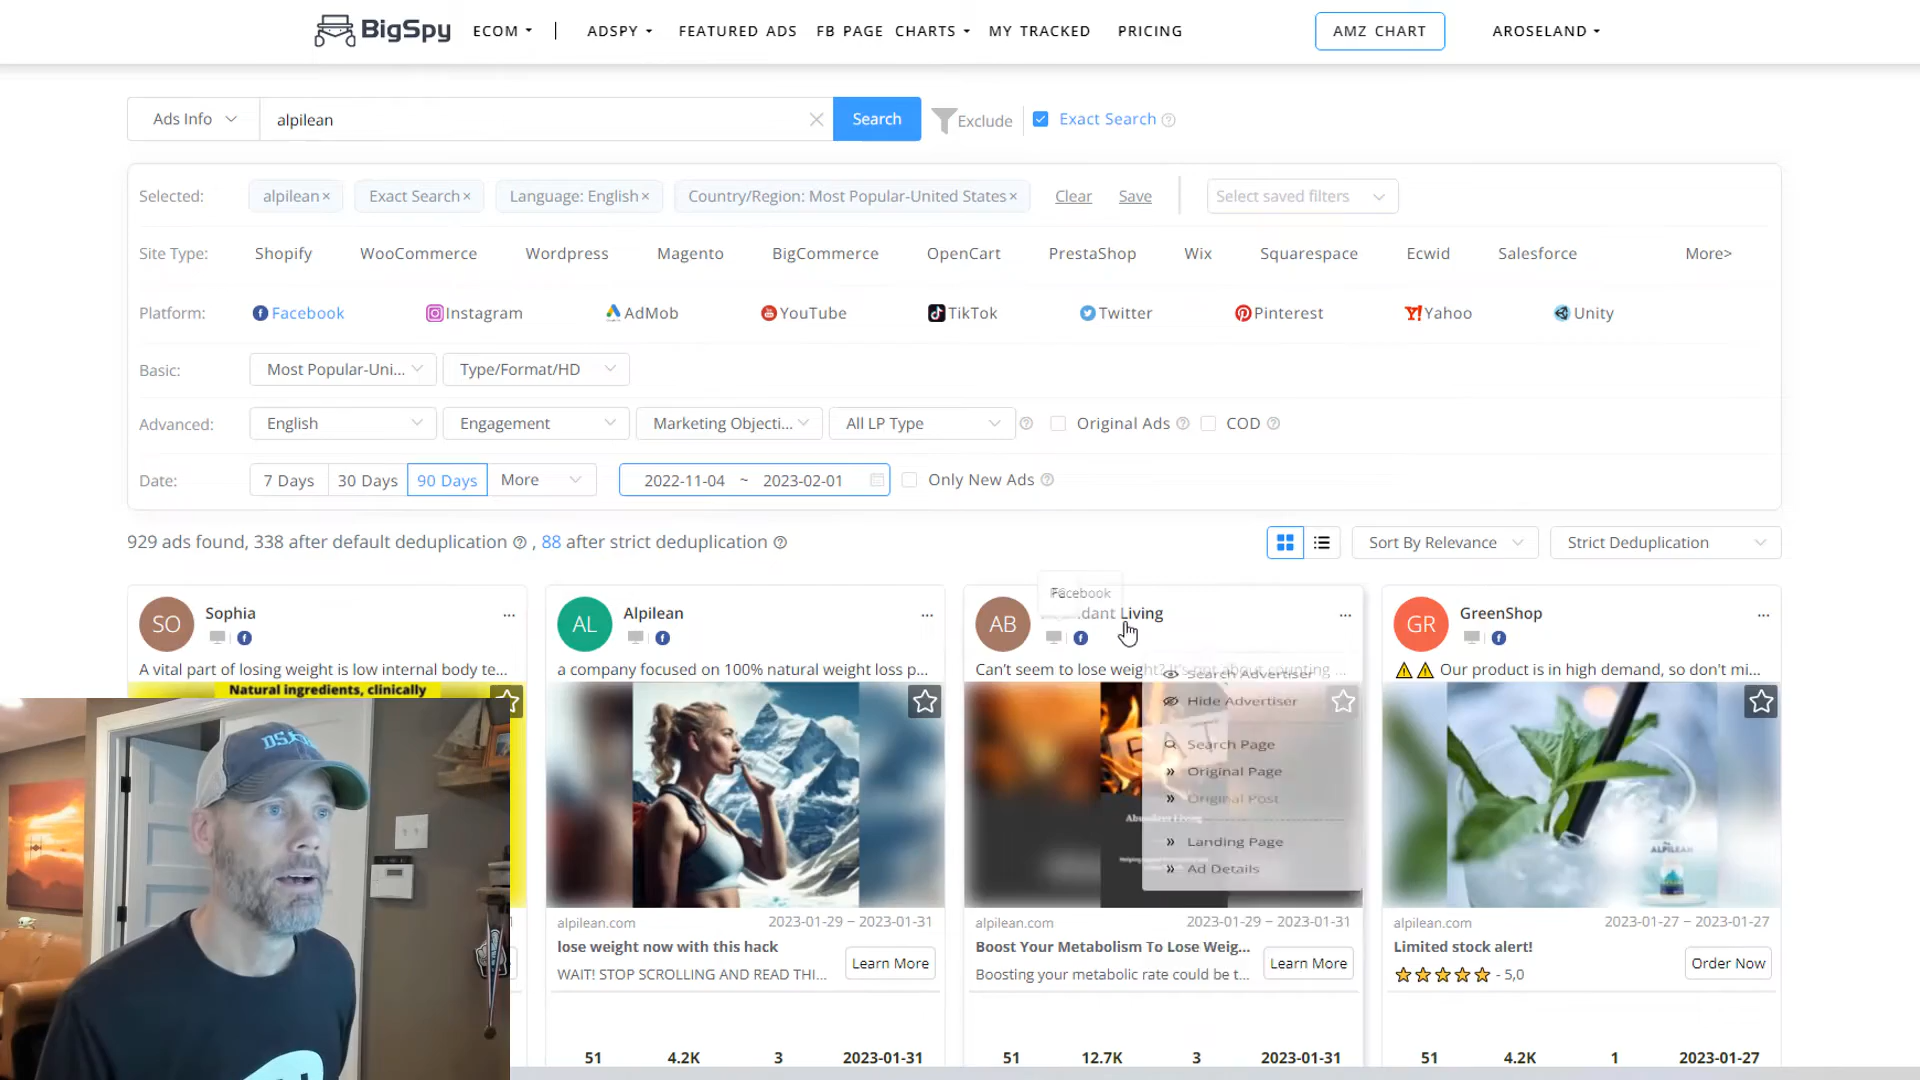 BigSpy ECOM ADSPY FEATURED ADS FB PAGE CHARTS MY TRACKED PRICING AMZ CHART AROSELAND
Ads Info alpilean Search Exclude Exact Search
Selected: alpilean× Exact Search× Language: English× Country/Region: Most Popular-United States× Clear Save Select saved filters
Site Type: Shopify WooCommerce Wordpress Magento BigCommerce OpenCart PrestaShop Wix Squarespace Ecwid Salesforce More>
Platform: Facebook Instagram AdMob YouTube TikTok Twitter Pinterest Yahoo Unity
Basic: Most Popular-Uni... Type/Format/HD
Advanced: English Engagement Marketing Objecti... All LP Type Original Ads COD
Date: 7 Days 30 Days 90 Days More 2022-11-04 ~ 2023-02-01 Only New Ads
929 ads found, 338 after default deduplication , 88 after strict deduplication Sort By Relevance Strict Deduplication
Facebook
SO Sophia ...
AL Alpilean ...
AB dant Living ...
GR GreenShop ...
A vital part of losing weight is low internal body te...
a company focused on 100% natural weight loss p...
Can't seem to lose weight? It's not about counting ...
Our product is in high demand, so don't mi...
Natural ingredients, clinically
Search Advertiser
Hide Advertiser
Search Page
» Original Page
» Original Post
» Landing Page
» Ad Details
Abundant Living
ALPILEAN
alpilean.com 2023-01-29 ~ 2023-01-31
lose weight now with this hack
WAIT! STOP SCROLLING AND READ THI...
Learn More
alpilean.com 2023-01-29 ~ 2023-01-31
Boost Your Metabolism To Lose Weig...
Boosting your metabolic rate could be t...
Learn More
alpilean.com 2023-01-27 ~ 2023-01-27
Limited stock alert!
- 5,0
Order Now
51 4.2K 3 2023-01-31
51 12.7K 3 2023-01-31
51 4.2K 1 2023-01-27